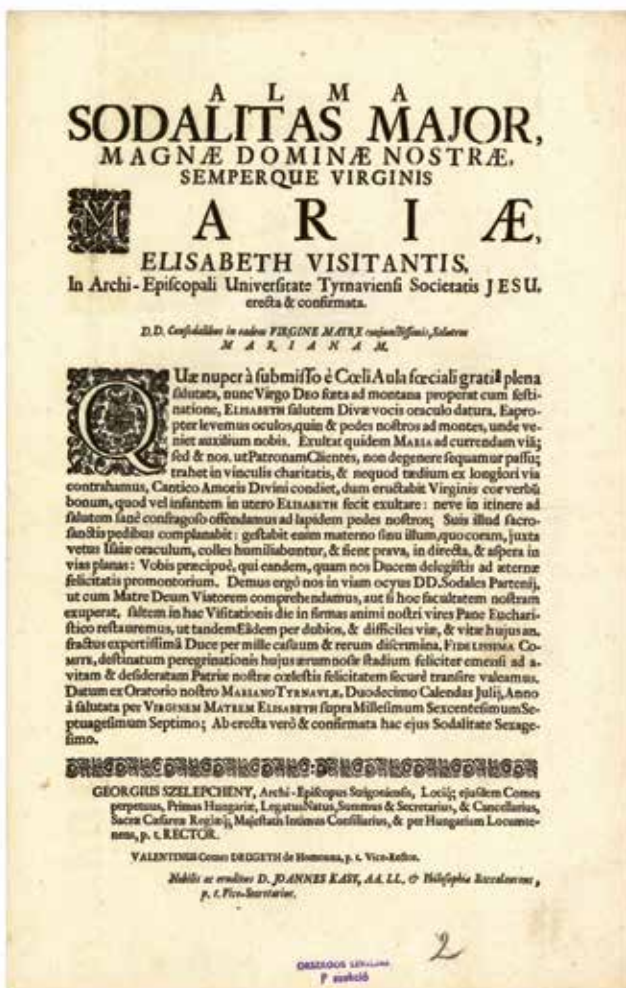 ALMA
SODALITAS MAJOR,
MAGNÆ DOMINÆ NOSTRÆ,
SEMPERQUE VIRGINIS
MARIÆ,
ELISABETH VISITANTIS,
In Archi-Episcopali Universitate Tyrnaviensi Societatis JESU,
erecta & confirmata.
D.D. Consodalibus in eadem VIRGINE MATRE conjunctissimis, Salutem
MARIANAM.
QUæ nuper à submisso è Cœli Aula fœciali gratiâ plena
salutata, nunc Virgo DEO fœta ad montana properat cum festi-
natione, ELISABETH salutem Divæ vocis oraculo datura, Eapro-
pter levemus oculos, quin & pedes nostros ad montes, unde ve-
niet auxilium nobis. Exultat quidem MARIA ad currendam viã;
sed & nos, ut Patronam Clientes, non degenere sequamur passu;
trahet in vinculis charitatis, & nequod tædium ex longiori via
contrahamus, Cantico Amoris Divini condiet, dum eructabit Virginis cor verbũ
bonum, quod vel infantem in utero ELISABETH fecit exultare: neve in itinere ad
salutem sanè confragoso offendamus ad lapidem pedes nostros; Suis illud sacro-
sanctis pedibus complanabit: gestabit enim materno sinu illum, quo coram, juxta
vetus Isaiæ oraculum, colles humiliabuntur, & fient prava, in directa, & aspera in
vias planas: Vobis præcipuè, qui eandem, quam nos Ducem delegistis ad æternæ
felicitatis promontorium. Demus ergò nos in viam ocyus DD. Sodales Partenij,
ut cum Matre Deum Viatorem comprehendamus, aut si hoc facultatem nostram
exuperat, saltem in hac Visitationis die in firmas animi nostri vires Pane Euchari-
stico restauremus, ut tandem Eâdem per dubios, & difficiles viæ, & vitæ hujus an-
fractus expertissimâ Duce per mille casuum & rerum discrimina, FIDELISSIMA CO-
MITE, destinatum peregrinationis hujus ærumnosæ stadium feliciter emensi ad a-
vitam & desideratam Patriæ nostræ cœlestis felicitatem securè transire valeamus.
Datum ex Oratorio nostro MARIANO TYRNAVIÆ, Duodecimo Calendas Julij, Anno
à salutata per VIRGINEM MATREM ELISABETH supra Millesimum Sexcentesimum Se-
ptuagesimum Septimo; Ab erecta verò & confirmata hac ejus Sodalitate Sexage-
simo.
GEORGIUS SZELEPCHENY, Archi-Episcopus Strigoniensis, Lociq; ejusdem Comes
perpetuus, Primas Hungariæ, Legatus Natus, Summus & Secretarius, & Cancellarius,
Sacræ Cæsareæ Regiæq; Majestatis Intimus Consiliarius, & per Hungariam Locumte-
nens, p. t. RECTOR.
VALENTINUS Comes DRUGETH de Homonna, p. t. Vice-Rector.
Nobilis ac eruditus D. JOANNES KASY, AA. LL. & Philosophiæ Baccalaureus,
p. t. Vice-Secretarius.
2
ORSZÁGOS LEVÉLTÁR
P szekció